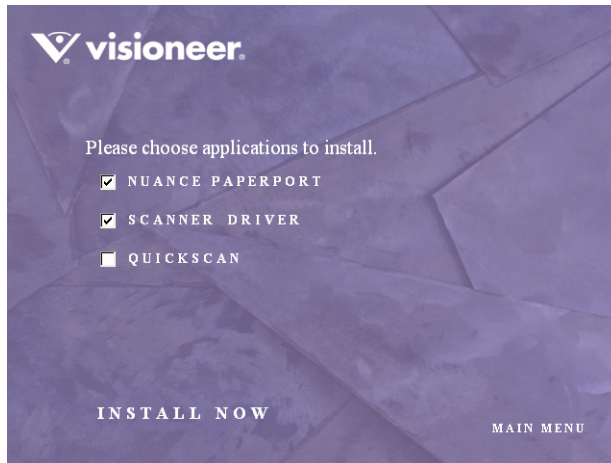 visioneer®
Please choose applications to install.
NUANCE PAPERPORT
SCANNER DRIVER
QUICKSCAN
INSTALL NOW
MAIN MENU